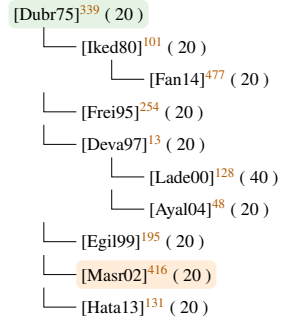 [Dubr75]339 ( 20 )
[Iked80]101 ( 20 )
[Fan14]477 ( 20 )
[Frei95]254 ( 20 )
[Deva97]13 ( 20 )
[Lade00]128 ( 40 )
[Ayal04]48 ( 20 )
[Egil99]195 ( 20 )
[Masr02]416 ( 20 )
[Hata13]131 ( 20 )